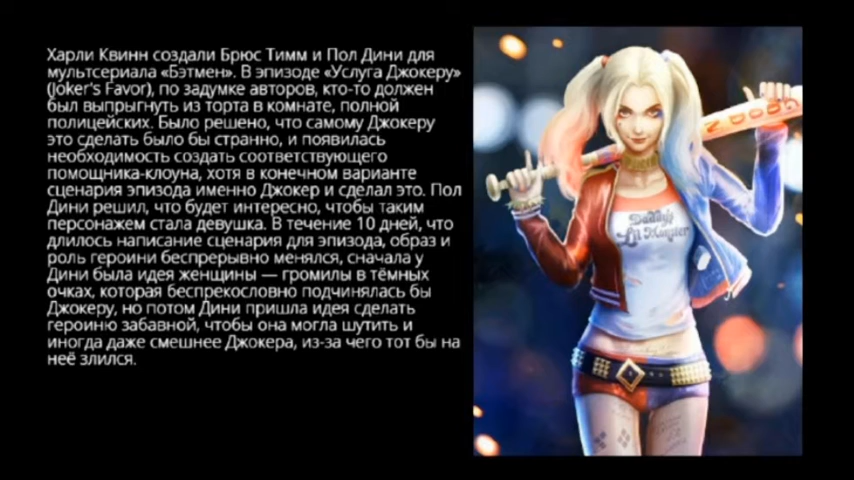 Харли Квинн создали Брюс Тимм и Пол Дини для
мультсериала «Бэтмен». В эпизоде «Услуга Джокеру»
(Joker's Favor), по задумке авторов, кто-то должен
был выпрыгнуть из торта в комнате, полной
полицейских. Было решено, что самому Джокеру
это сделать было бы странно, и появилась
необходимость создать соответствующего
помощника-клоуна, хотя в конечном варианте
сценария эпизода именно Джокер и сделал это. Пол
Дини решил, что будет интересно, чтобы таким
персонажем стала девушка. В течение 10 дней, что
длилось написание сценария для эпизода, образ и
роль героини беспрерывно менялся, сначала у
Дини была идея женщины — громилы в тёмных
очках, которая беспрекословно подчинялась бы
Джокеру, но потом Дини пришла идея сделать
героиню забавной, чтобы она могла шутить и
иногда даже смешнее Джокера, из-за чего тот бы на
неё злился.
GOOD N
Daddy's
Lil Monster